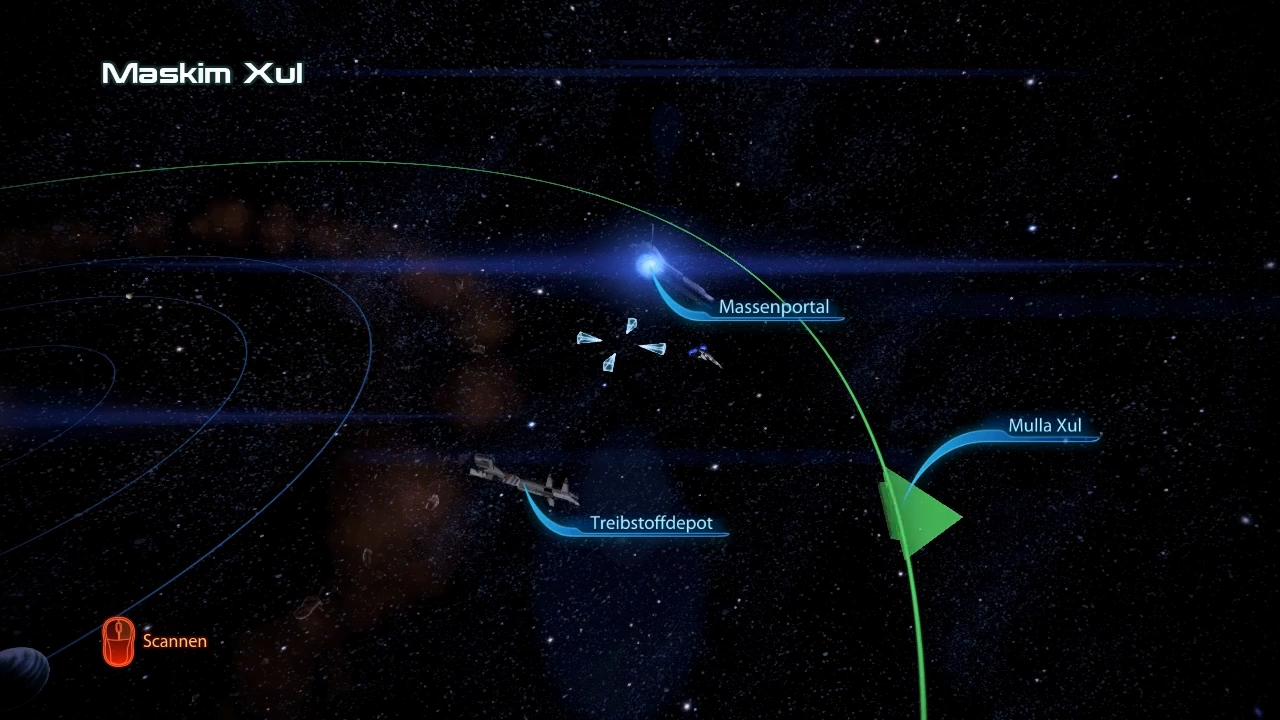 Maskim Xul
Massenportal
Mulla Xul
Treibstoffdepot
Scannen